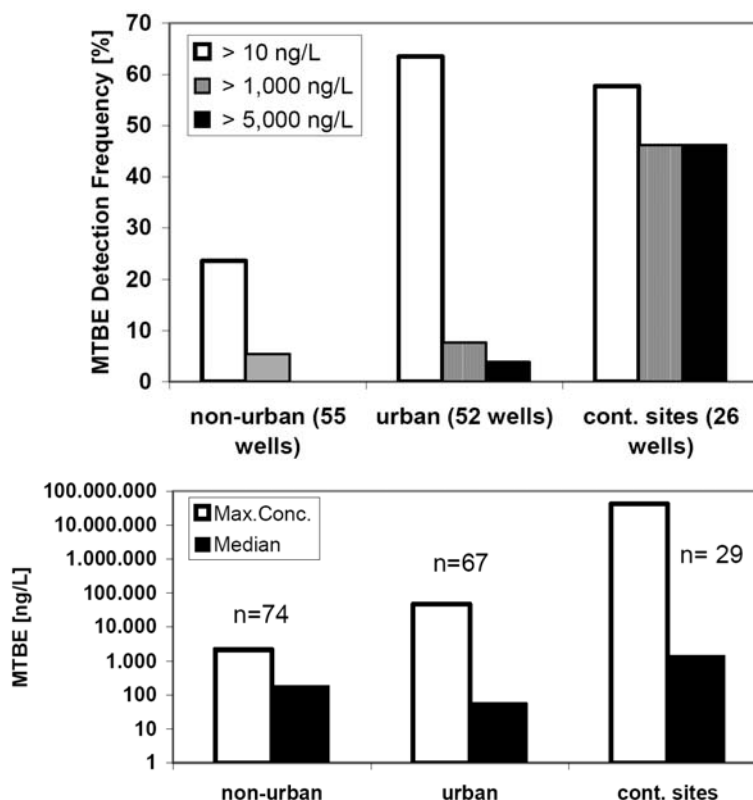 MTBE Detection Frequency [%]
70
60
50
40
30
20
10
0
> 10 ng/L
> 1,000 ng/L
> 5,000 ng/L
non-urban (55
wells)
urban (52 wells)
cont. sites (26
wells)
MTBE [ng/L]
100.000.000
10.000.000
1.000.000
100.000
10.000
1.000
100
10
1
Max.Conc.
Median
n=74
n=67
n= 29
non-urban
urban
cont. sites